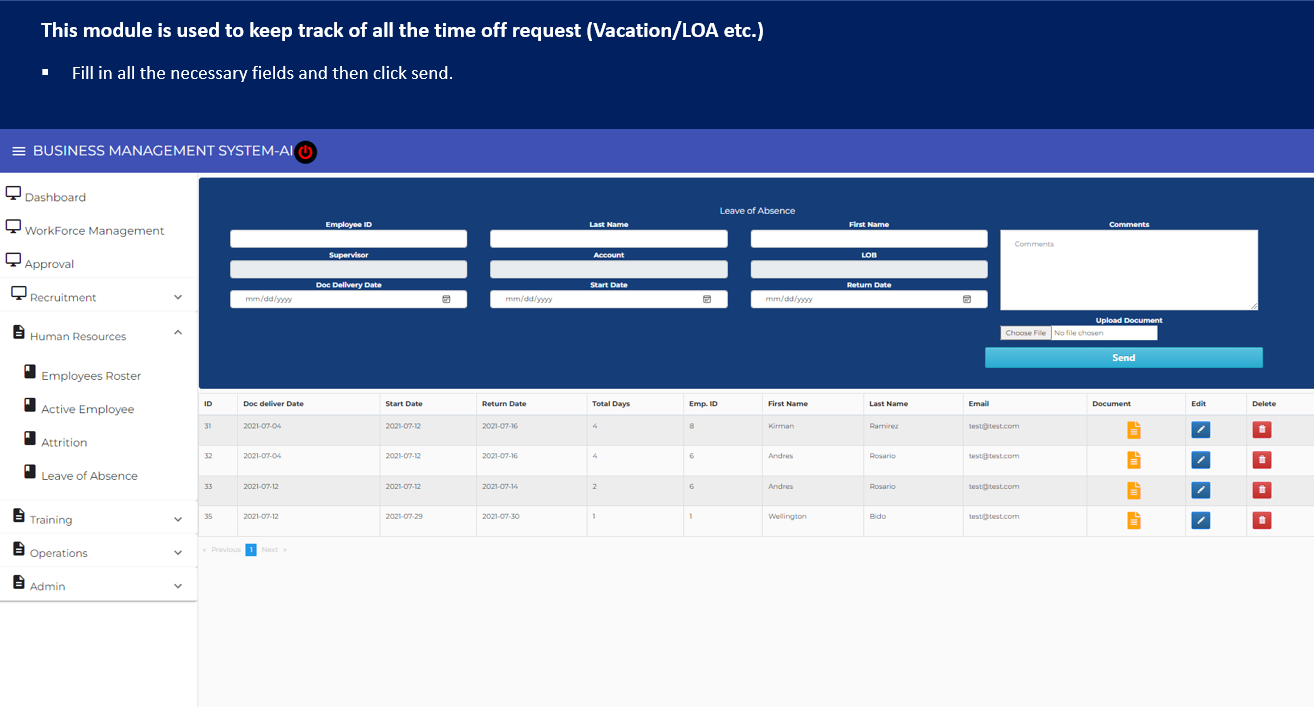 This module is used to keep track of all the time off request (Vacation/LOA etc.)
▪ Fill in all the necessary fields and then click send.
BUSINESS MANAGEMENT SYSTEM-AI
Dashboard
WorkForce Management
Approval
Recruitment
Human Resources
Employees Roster
Active Employee
Attrition
Leave of Absence
Training
Operations
Admin
Leave of Absence
Employee ID Last Name First Name Comments
Comments
Supervisor Account LOB
Doc Delivery Date Start Date Return Date
mm/dd/yyyy mm/dd/yyyy mm/dd/yyyy
Upload Document
Choose File No file chosen
Send
ID Doc deliver Date Start Date Return Date Total Days Emp. ID First Name Last Name Email Document Edit Delete
31 2021-07-04 2021-07-12 2021-07-16 4 8 Kirman Ramirez test@test.com
32 2021-07-04 2021-07-12 2021-07-16 4 6 Andres Rosario test@test.com
33 2021-07-12 2021-07-12 2021-07-14 2 6 Andres Rosario test@test.com
35 2021-07-12 2021-07-29 2021-07-30 1 1 Wellington Bido test@test.com
« Previous 1 Next »